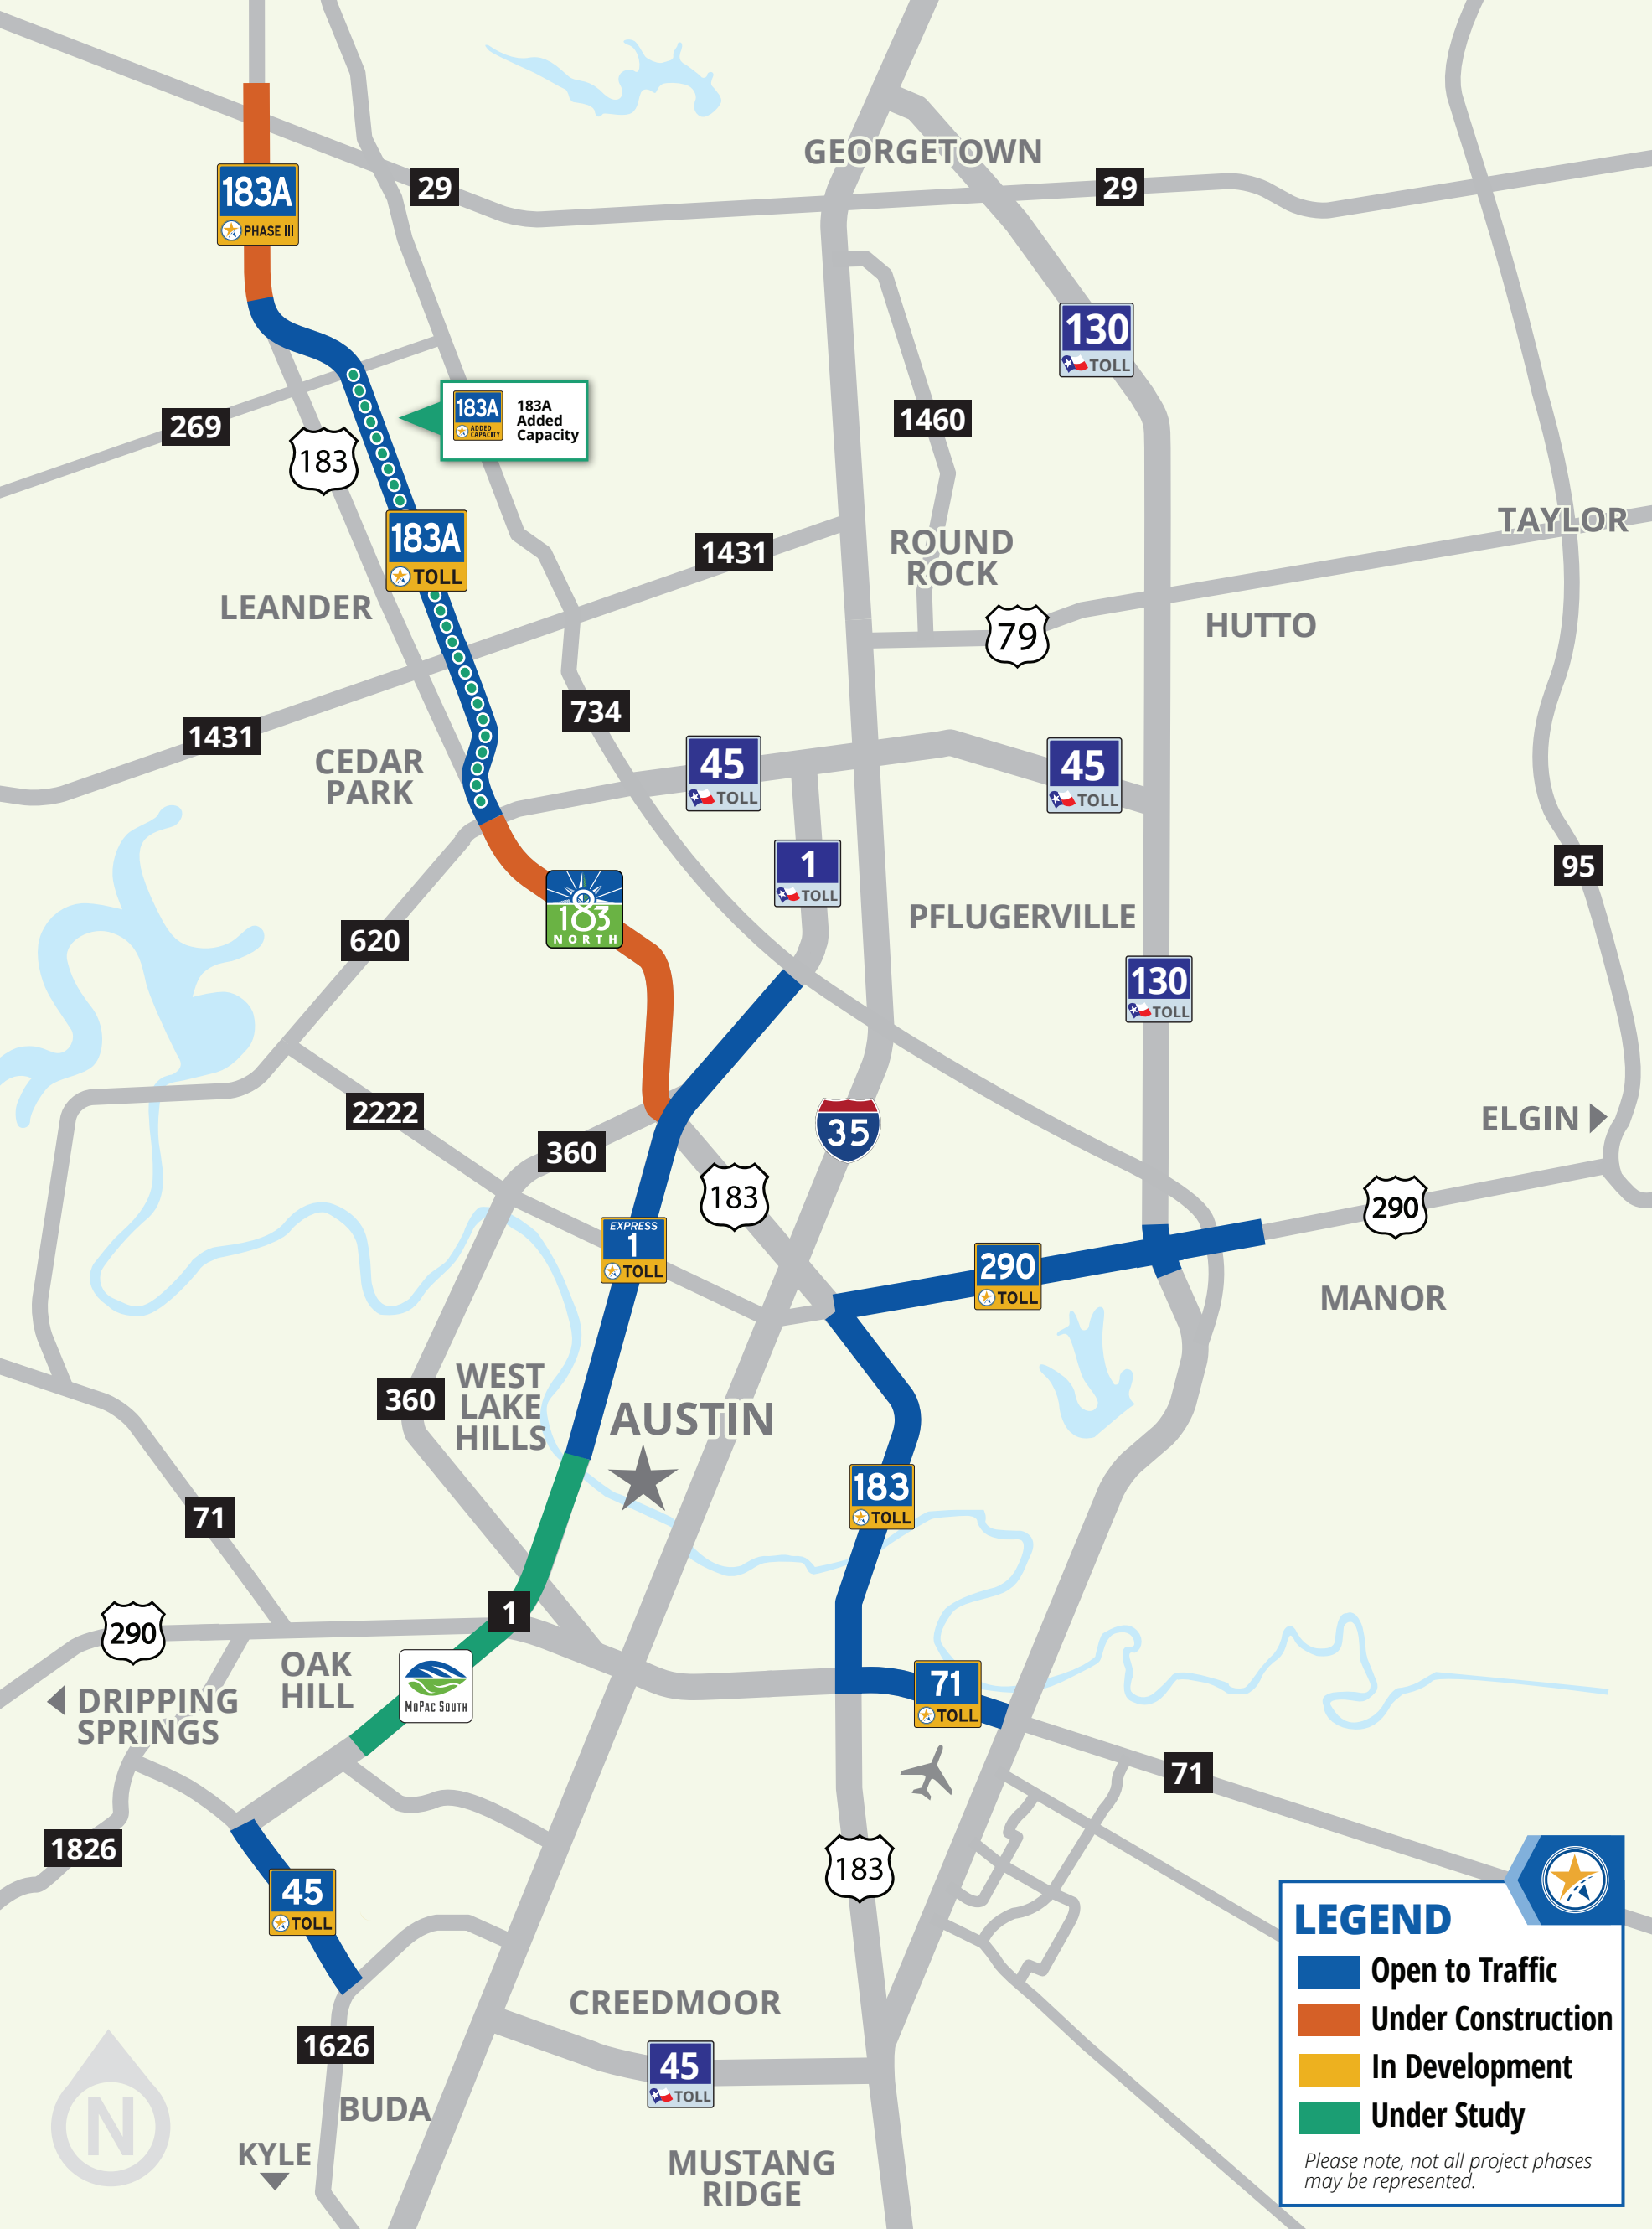 GEORGETOWN
29
29
183A
PHASE III
130
TOLL
183A
ADDED
CAPACITY
183A
Added
Capacity
269
183
1460
183A
TOLL
1431
ROUND
ROCK
TAYLOR
LEANDER
79
HUTTO
734
1431
CEDAR
PARK
45
TOLL
45
TOLL
1
TOLL
95
183
NORTH
PFLUGERVILLE
620
130
TOLL
2222
35
ELGIN
360
183
290
EXPRESS
1
TOLL
290
TOLL
MANOR
360
WEST
LAKE
HILLS
AUSTIN
183
TOLL
71
1
290
OAK
HILL
MOPAC SOUTH
71
TOLL
DRIPPING
SPRINGS
71
1826
183
45
TOLL
CREEDMOOR
1626
45
TOLL
BUDA
N
KYLE
MUSTANG
RIDGE
LEGEND
Open to Traffic
Under Construction
In Development
Under Study
Please note, not all project phases
may be represented.